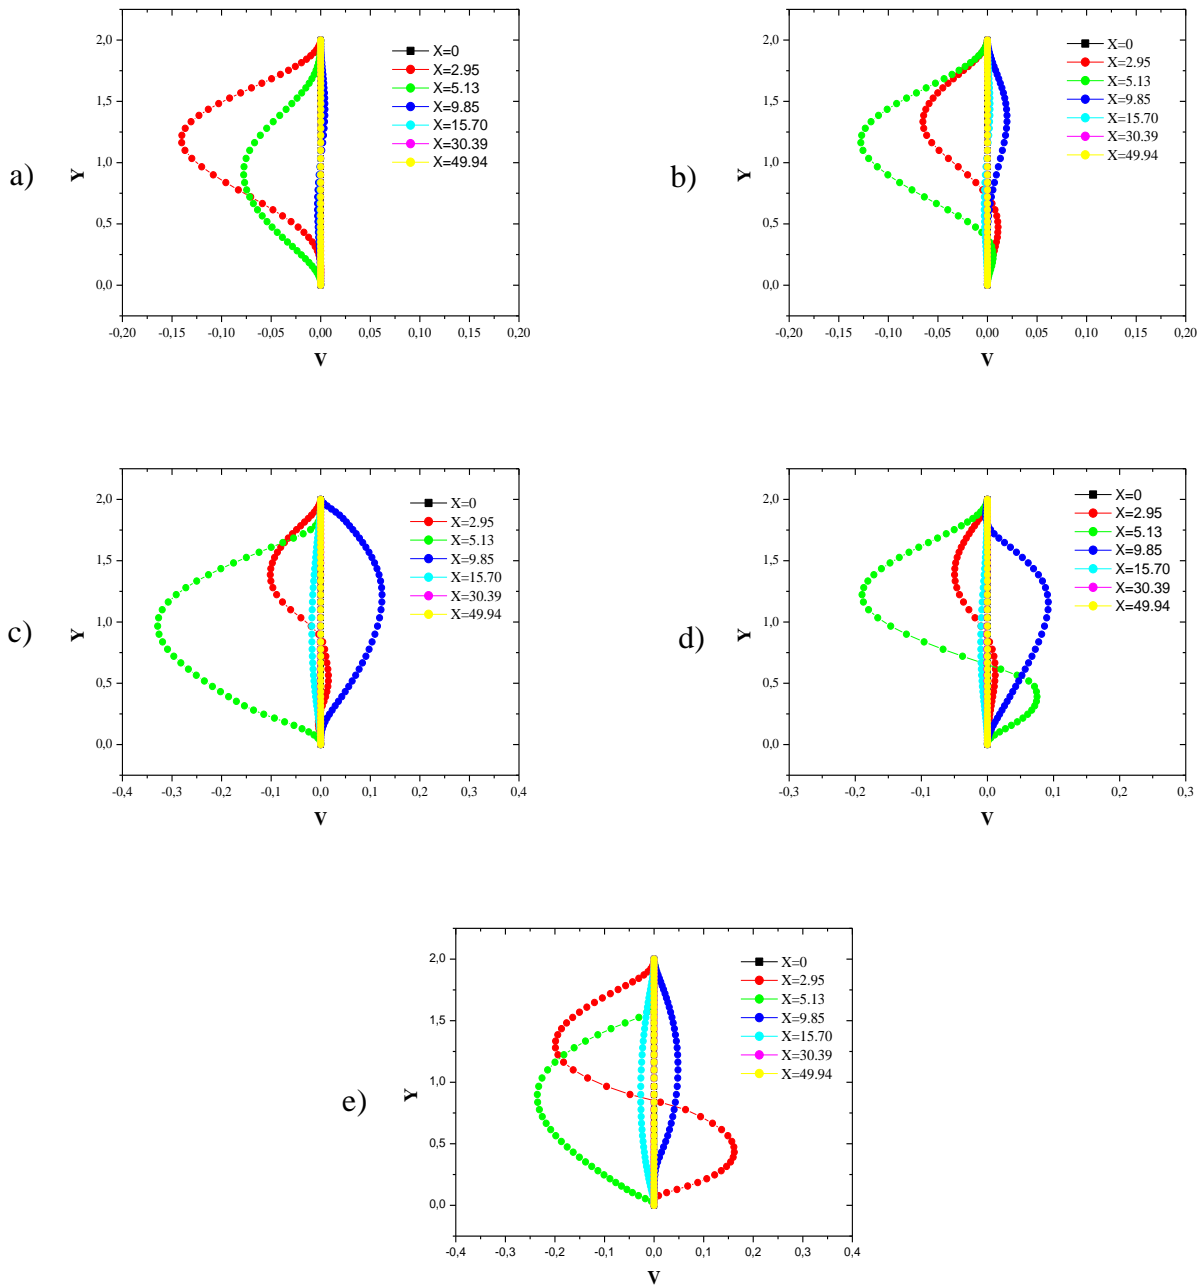 X=0
X=2.95
X=5.13
X=9.85
X=15.70
X=30.39
X=49.94
2,0
1,5
1,0
0,5
0,0
Y
a)
-0,20 -0,15 -0,10 -0,05 0,00 0,05 0,10 0,15 0,20
V
X=0
X=2.95
X=5.13
X=9.85
X=15.70
X=30.39
X=49.94
2,0
1,5
1,0
0,5
0,0
Y
b)
-0,20 -0,15 -0,10 -0,05 0,00 0,05 0,10 0,15 0,20
V
X=0
X=2.95
X=5.13
X=9.85
X=15.70
X=30.39
X=49.94
2,0
1,5
1,0
0,5
0,0
Y
c)
-0,4 -0,3 -0,2 -0,1 0,0 0,1 0,2 0,3 0,4
V
X=0
X=2.95
X=5.13
X=9.85
X=15.70
X=30.39
X=49.94
2,0
1,5
1,0
0,5
0,0
Y
d)
-0,3 -0,2 -0,1 0,0 0,1 0,2 0,3
V
X=0
X=2.95
X=5.13
X=9.85
X=15.70
X=30.39
X=49.94
2,0
1,5
1,0
0,5
0,0
Y
e)
-0,4 -0,3 -0,2 -0,1 0,0 0,1 0,2 0,3 0,4
V